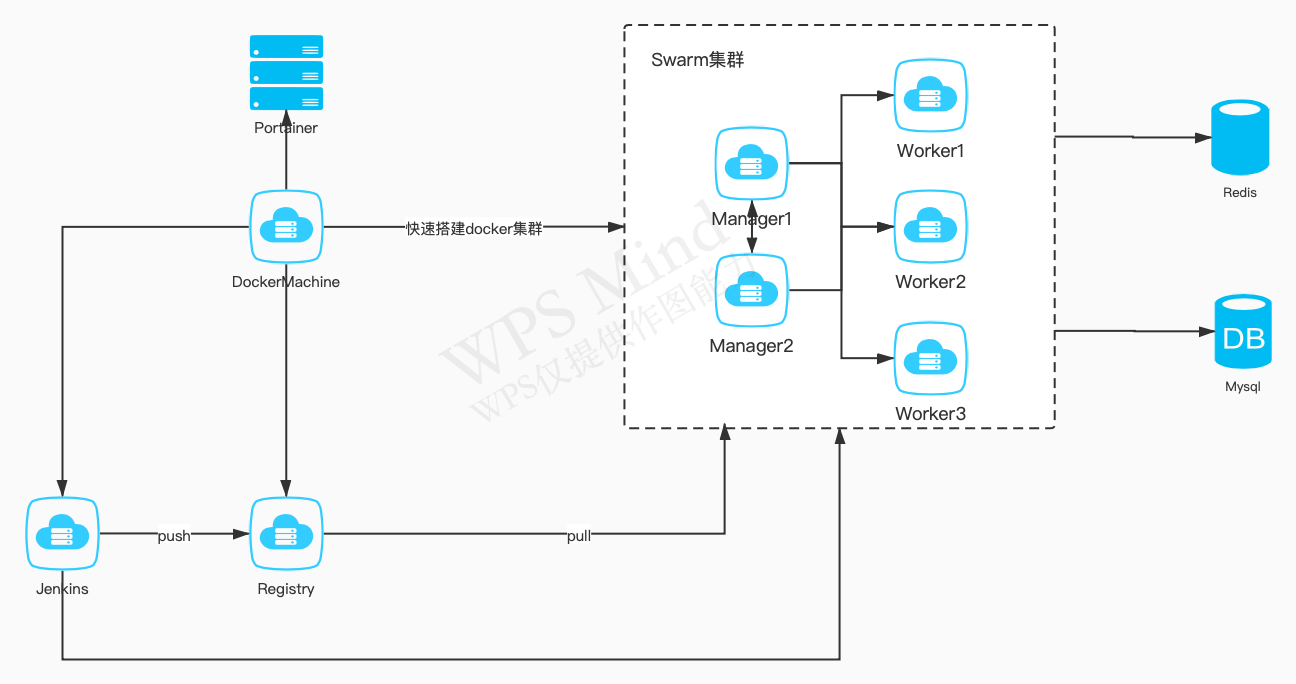 Swarm集群
Portainer
Worker1
Redis
Manager1
快速搭建docker集群
DockerMachine
Worker2
Manager2
DB
Mysql
Worker3
WPS Mind
WPS仅提供作图能力
push
pull
Jenkins
Registry